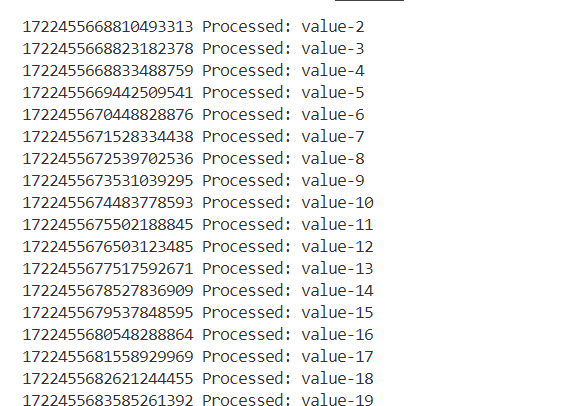 1722455668810493313 Processed: value-2
1722455668823182378 Processed: value-3
1722455668833488759 Processed: value-4
1722455669442509541 Processed: value-5
1722455670448828876 Processed: value-6
1722455671528334438 Processed: value-7
1722455672539702536 Processed: value-8
1722455673531039295 Processed: value-9
1722455674483778593 Processed: value-10
1722455675502188845 Processed: value-11
1722455676503123485 Processed: value-12
1722455677517592671 Processed: value-13
1722455678527836909 Processed: value-14
1722455679537848595 Processed: value-15
1722455680548288864 Processed: value-16
1722455681558929969 Processed: value-17
1722455682621244455 Processed: value-18
1722455683585261392 Processed: value-19